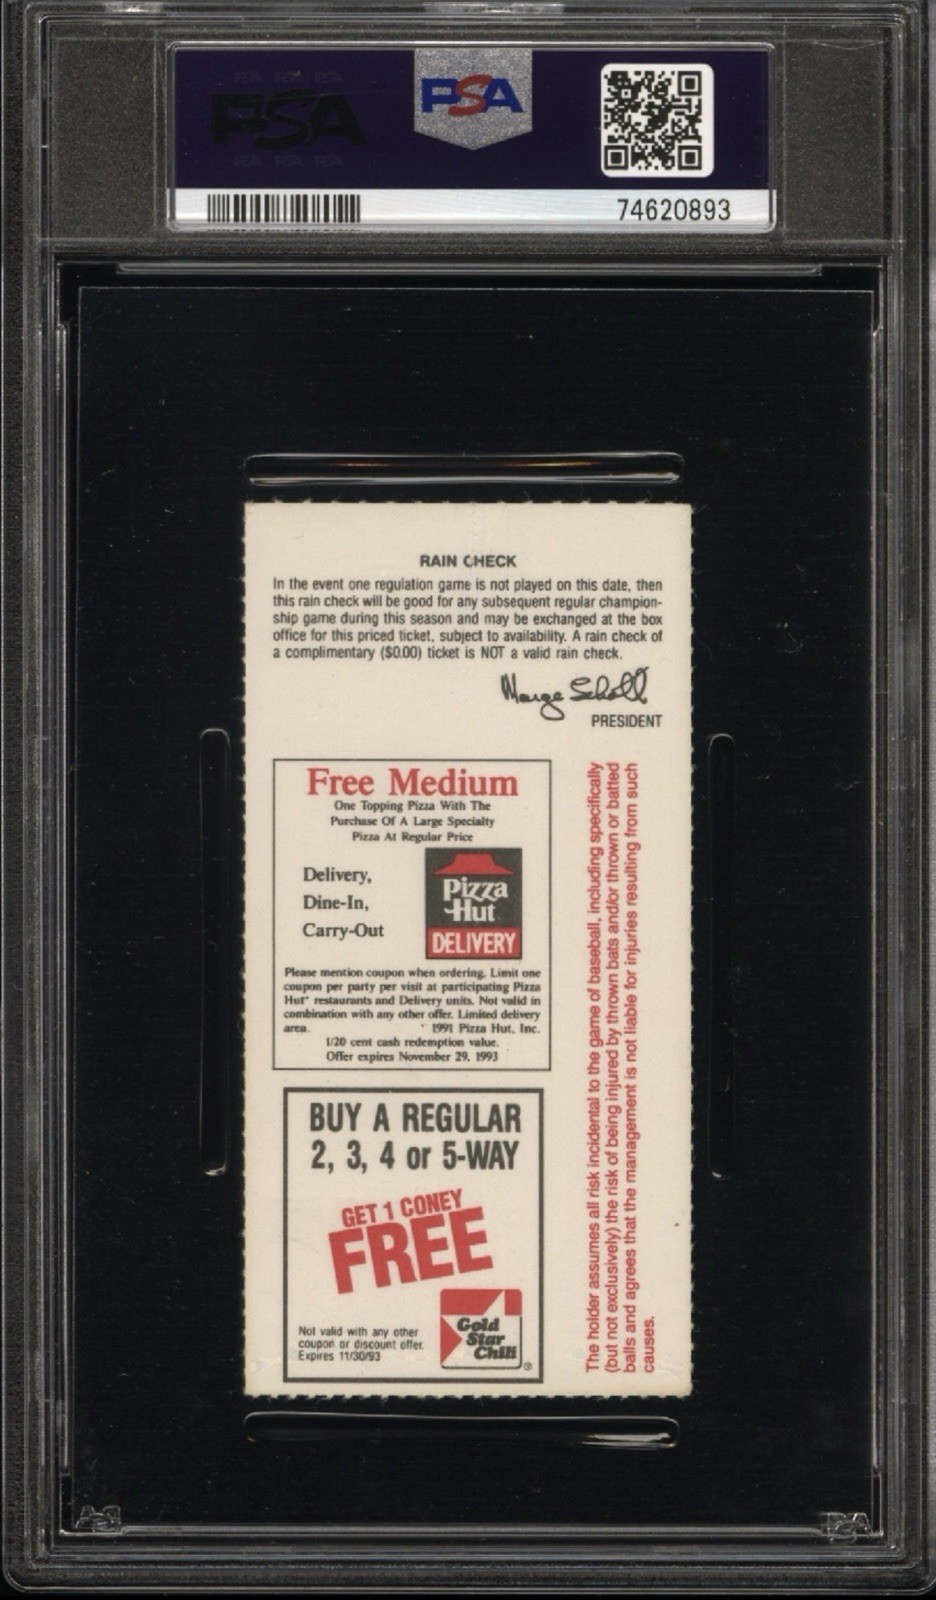 PSA PSA PSA
PSA
PSA PSA PSA
PSA
74620893
RAIN CHECK
In the event one regulation game is not played on this date, then
this rain check will be good for any subsequent regular champion-
ship game during this season and may be exchanged at the box
office for this priced ticket, subject to availability. A rain check of
a complimentary ($0.00) ticket is NOT a valid rain check.
Marge Schott
PRESIDENT
Free Medium
One Topping Pizza With The
Purchase Of A Large Specialty
Pizza At Regular Price
Delivery,
Dine-In,
Carry-Out
Pizza
Hut
DELIVERY
Please mention coupon when ordering. Limit one
coupon per party per visit at participating Pizza
Hut® restaurants and Delivery units. Not valid in
combination with any other offer. Limited delivery
area. 1991 Pizza Hut, Inc.
1/20 cent cash redemption value.
Offer expires November 29, 1993
BUY A REGULAR
2, 3, 4 or 5-WAY
GET 1 CONEY
FREE
Not valid with any other
coupon or discount offer.
Expires 11/30/93
Gold
Star
Chili
®
The holder assumes all risk incidental to the game of baseball, including specifically
(but not exclusively) the risk of being injured by thrown bats and/or thrown or batted
balls and agrees that the management is not liable for injuries resulting from such
causes.
PSA